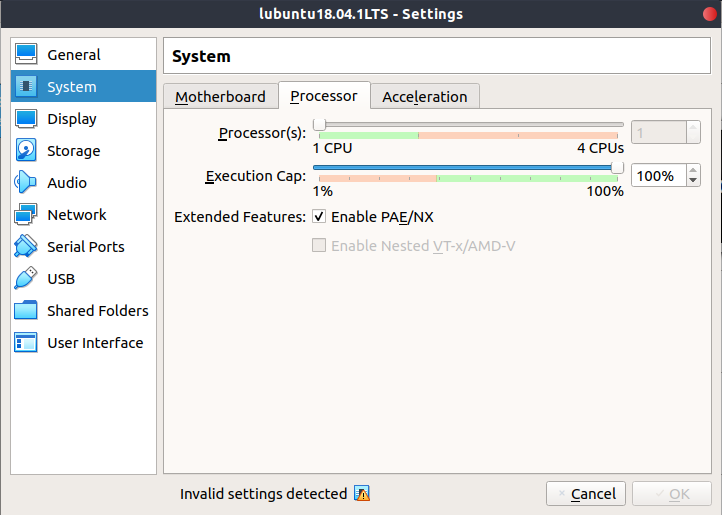 lubuntu18.04.1LTS - Settings
General
System
Display
Storage
Audio
Network
Serial Ports
USB
Shared Folders
User Interface
System
Motherboard Processor Acceleration
Processor(s): 1
1 CPU 4 CPUs
Execution Cap: 100%
1% 100%
Extended Features: Enable PAE/NX
Enable Nested VT-x/AMD-V
Invalid settings detected Cancel OK